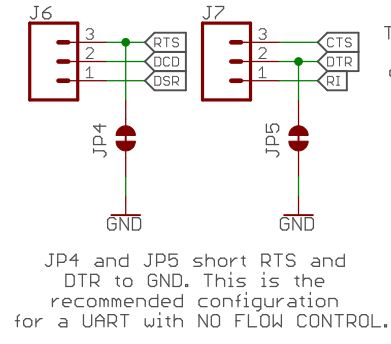 J6
J7
3
RTS
2
DCD
1
DSR
3
CTS
2
DTR
1
RI
JP4
JP5
GND
GND
JP4 and JP5 short RTS and
DTR to GND. This is the
recommended configuration
for a UART with NO FLOW CONTROL.